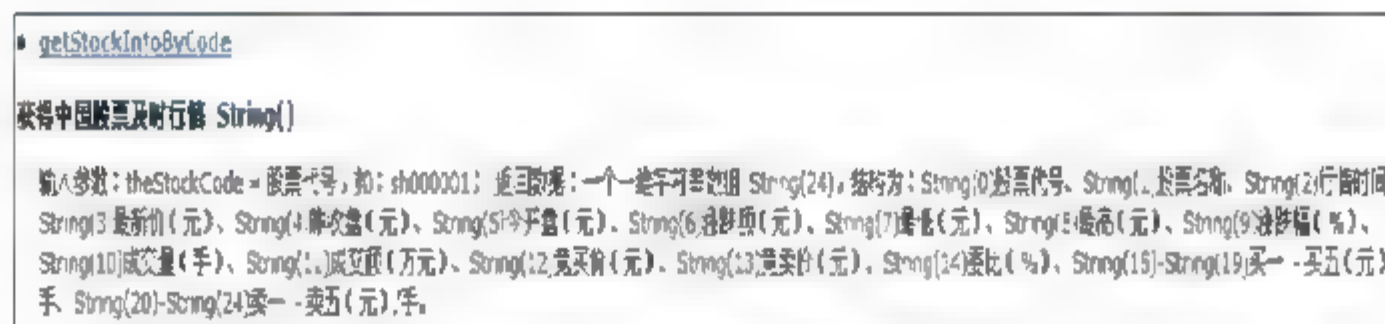 getStockInfoByCode
获得中国股票及时行情 String()
输入参数：theStockCode = 股票代号，如：sh000001； 返回数据：一个一维字符串数组 String(24)，结构为：String(0)股票代号、String(1)股票名称、String(2)行情时间
String(3)最新价（元）、String(4)昨收盘（元）、String(5)今开盘（元）、String(6)涨跌额（元）、String(7)最低（元）、String(8)最高（元）、String(9)涨跌幅（%）、
String(10)成交量（手）、String(11)成交额（万元）、String(12)竞买价（元）、String(13)竞卖价（元）、String(14)委比（%）、String(15)-String(19)买一 - 买五（元）
手、String(20)-String(24)卖一 - 卖五（元）/手。